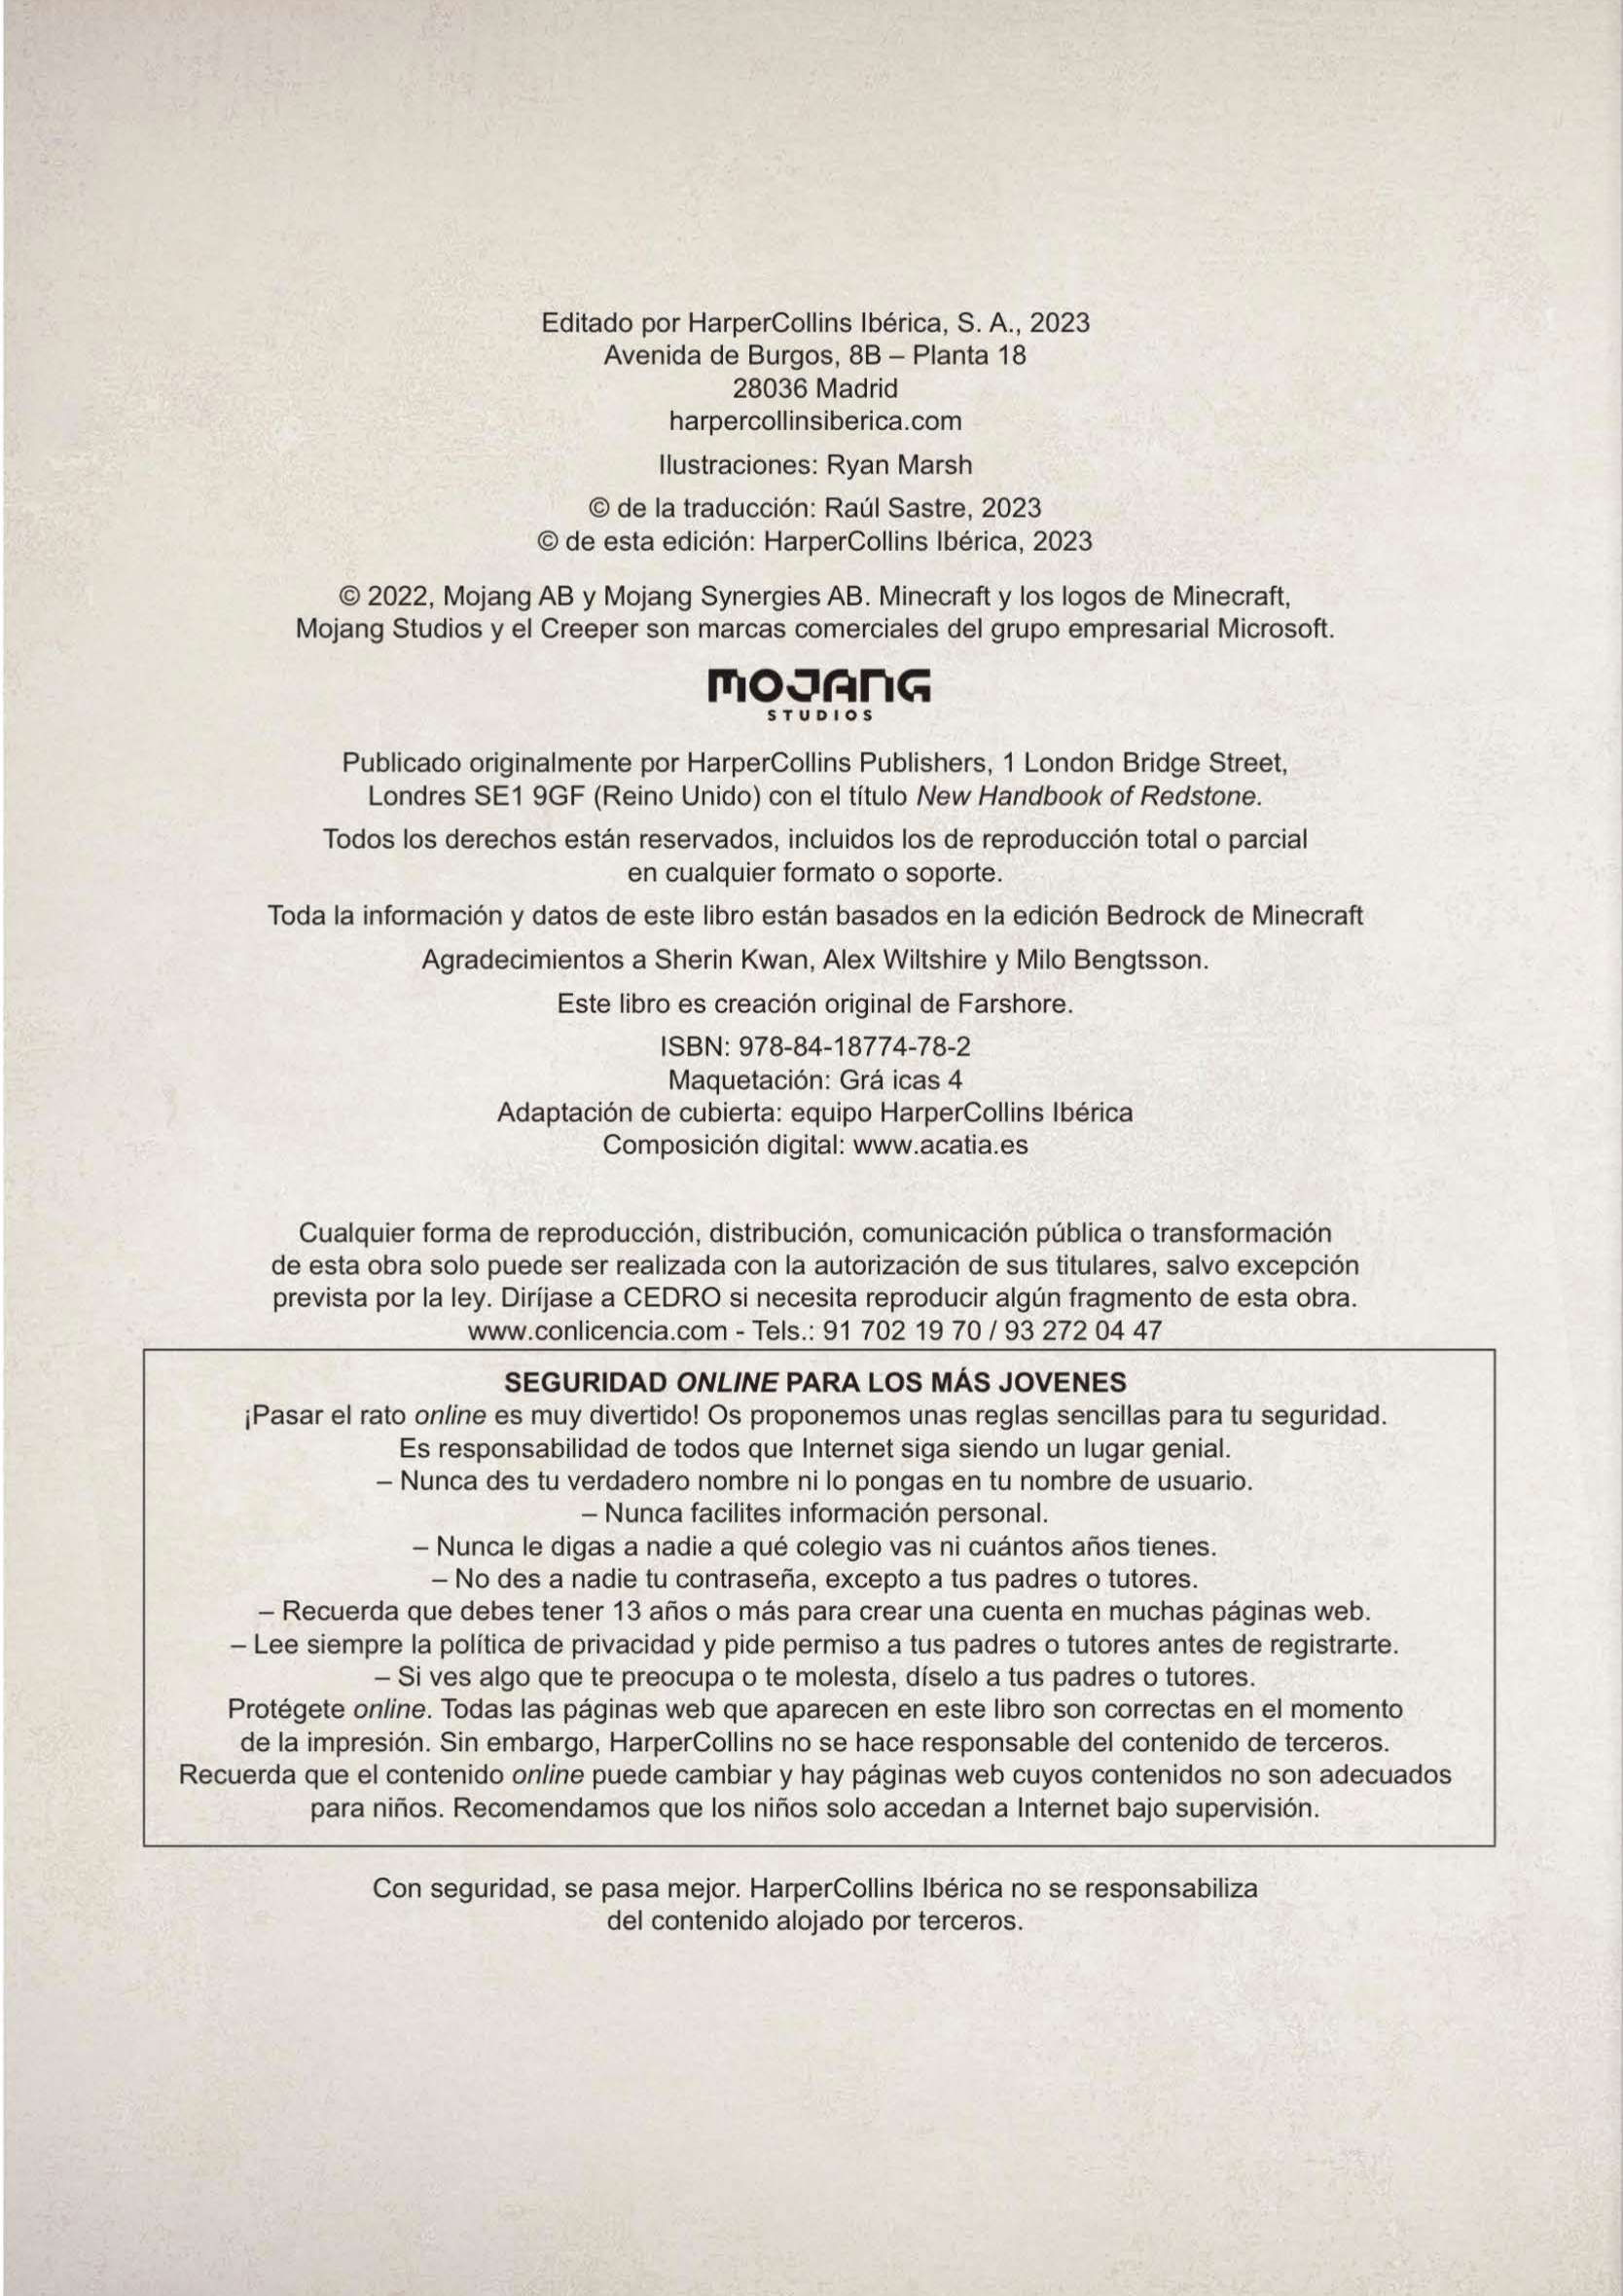 Editado por HarperCollins Ibérica, S. A., 2023
Avenida de Burgos, 8B – Planta 18
28036 Madrid
harpercollinsiberica.com
Ilustraciones: Ryan Marsh
© de la traducción: Raúl Sastre, 2023
© de esta edición: HarperCollins Ibérica, 2023
© 2022, Mojang AB y Mojang Synergies AB. Minecraft y los logos de Minecraft,
Mojang Studios y el Creeper son marcas comerciales del grupo empresarial Microsoft.
MOJANG
STUDIOS
Publicado originalmente por HarperCollins Publishers, 1 London Bridge Street,
Londres SE1 9GF (Reino Unido) con el título New Handbook of Redstone.
Todos los derechos están reservados, incluidos los de reproducción total o parcial
en cualquier formato o soporte.
Toda la información y datos de este libro están basados en la edición Bedrock de Minecraft
Agradecimientos a Sherin Kwan, Alex Wiltshire y Milo Bengtsson.
Este libro es creación original de Farshore.
ISBN: 978-84-18774-78-2
Maquetación: Grá icas 4
Adaptación de cubierta: equipo HarperCollins Ibérica
Composición digital: www.acatia.es
Cualquier forma de reproducción, distribución, comunicación pública o transformación
de esta obra solo puede ser realizada con la autorización de sus titulares, salvo excepción
prevista por la ley. Diríjase a CEDRO si necesita reproducir algún fragmento de esta obra.
www.conlicencia.com - Tels.: 91 702 19 70 / 93 272 04 47
SEGURIDAD ONLINE PARA LOS MÁS JOVENES
¡Pasar el rato online es muy divertido! Os proponemos unas reglas sencillas para tu seguridad.
Es responsabilidad de todos que Internet siga siendo un lugar genial.
– Nunca des tu verdadero nombre ni lo pongas en tu nombre de usuario.
– Nunca facilites información personal.
– Nunca le digas a nadie a qué colegio vas ni cuántos años tienes.
– No des a nadie tu contraseña, excepto a tus padres o tutores.
– Recuerda que debes tener 13 años o más para crear una cuenta en muchas páginas web.
– Lee siempre la política de privacidad y pide permiso a tus padres o tutores antes de registrarte.
– Si ves algo que te preocupa o te molesta, díselo a tus padres o tutores.
Protégete online. Todas las páginas web que aparecen en este libro son correctas en el momento
de la impresión. Sin embargo, HarperCollins no se hace responsable del contenido de terceros.
Recuerda que el contenido online puede cambiar y hay páginas web cuyos contenidos no son adecuados
para niños. Recomendamos que los niños solo accedan a Internet bajo supervisión.
Con seguridad, se pasa mejor. HarperCollins Ibérica no se responsabiliza
del contenido alojado por terceros.